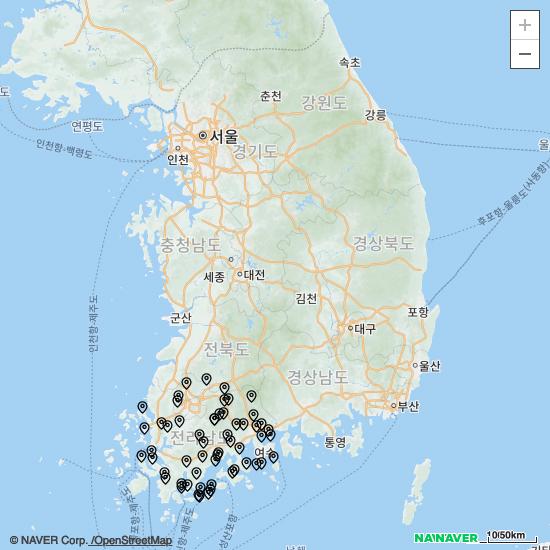 +
−
속초
춘천
강원도
강릉
도
연평도
서울
울
인천항-백령도
인천
경기도
후포항-울릉도(사동항)
충청남도
경상북도
세종
대전
김천
인천항-제주도
군산
포항
대구
전북도
울산
경상남도
부산
전라남도
여수
통영
© NAVER Corp. /OpenStreetMap
NAVER
10/50km